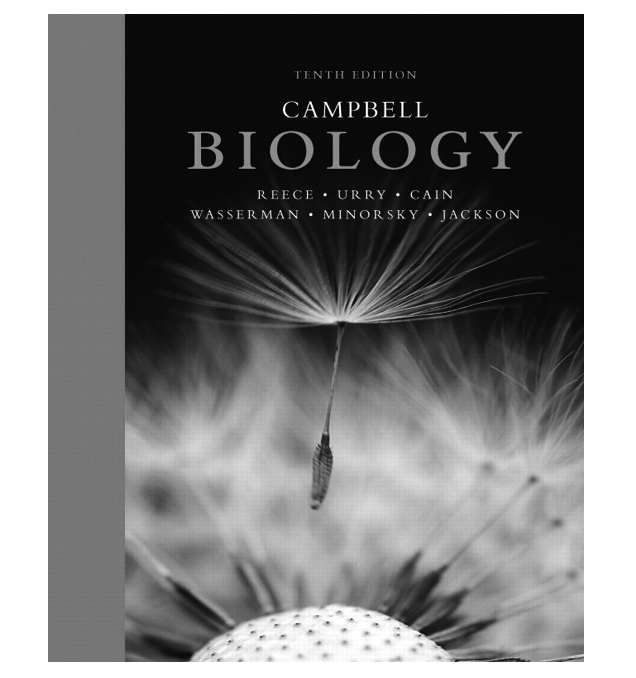 TENTH EDITION
CAMPBELL
BIOLOGY
REECE • URRY • CAIN
WASSERMAN • MINORSKY • JACKSON